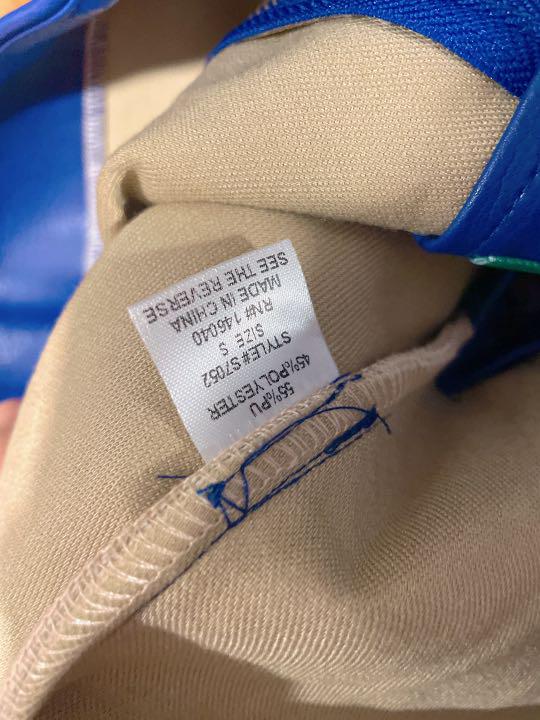 55%PU
45%POLYESTER
STYLE#S7052
SIZE S
RN# 146040
MADE IN CHINA
SEE THE REVERSE